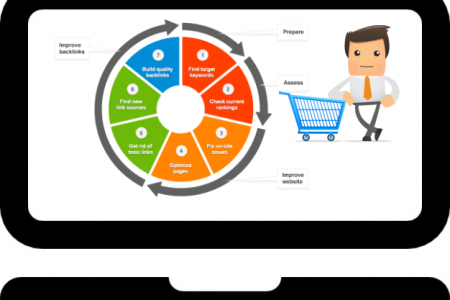 Prepare
Improve
backlinks
7
Build quality
backlinks
1
Find target
keywords
Assess
6
Find new
link sources
2
Check current
rankings
5
Get rid of
toxic links
3
Fix on-site
issues
4
Optimize
pages
Improve
website